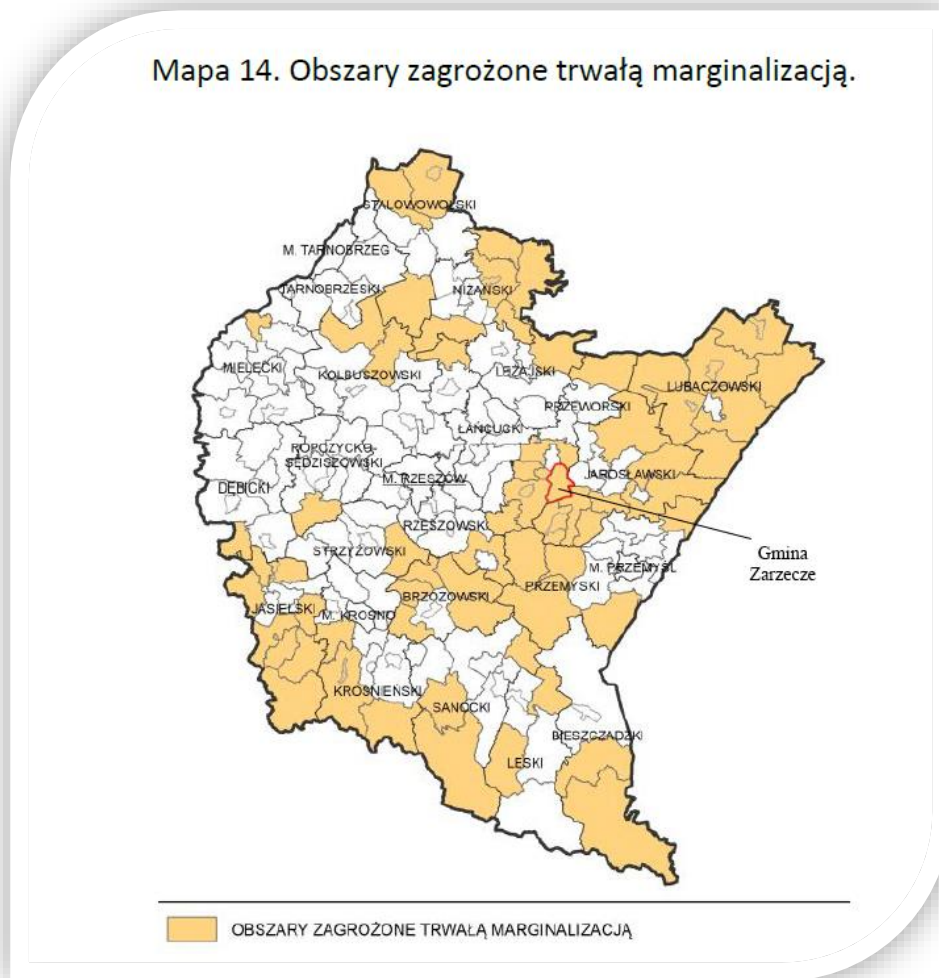 Mapa 14. Obszary zagrożone trwałą marginalizacją.
STALOWOWOLSKI
M. TARNOBRZEG
TARNOBRZESKI
NIŻAŃSKI
MIELECKI
KOLBUSZOWSKI
LEŻAJSKI
LUBACZOWSKI
PRZEWORSKI
ŁAŃCUCKI
ROPCZYCKO-
SĘDZISZOWSKI
M. RZESZÓW
JAROSŁAWSKI
DĘBICKI
RZESZOWSKI
STRZYŻOWSKI
Gmina
Zarzecze
M. PRZEMYŚL
PRZEMYSKI
BRZOZOWSKI
JASIELSKI
M. KROSNO
KROŚNIEŃSKI
SANOCKI
BIESZCZADZKI
LESKI
OBSZARY ZAGROŻONE TRWAŁĄ MARGINALIZACJĄ